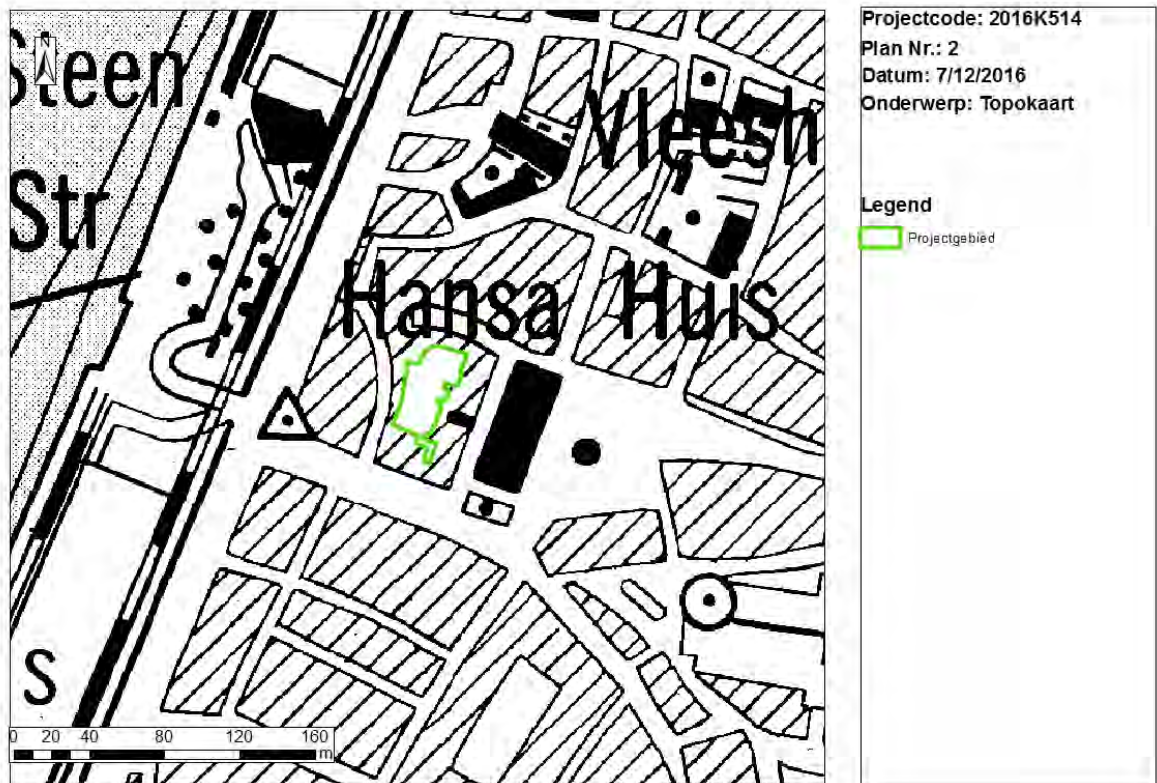 Steen
Vleesh
Str
Hansa Huis
S
0 20 40 80 120 160
m
N
Projectcode: 2016K514
Plan Nr.: 2
Datum: 7/12/2016
Onderwerp: Topokaart
Legend
Projectgebied